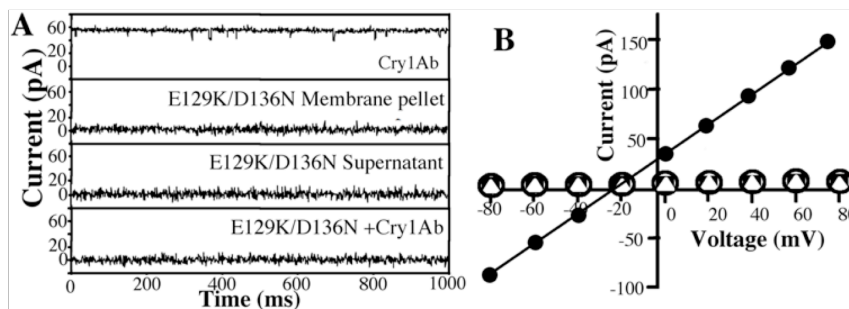 A
Current (pA)
60
40
20
0
Cry1Ab
60
20
0
E129K/D136N Membrane pellet
60
20
0
E129K/D136N Supernatant
60
20
0
E129K/D136N +Cry1Ab
0 200 400 600 800 1000
Time (ms)
B
Current (pA)
150
100
50
-50
-100
-80 -60 -40 -20 0 20 40 60 80
Voltage (mV)